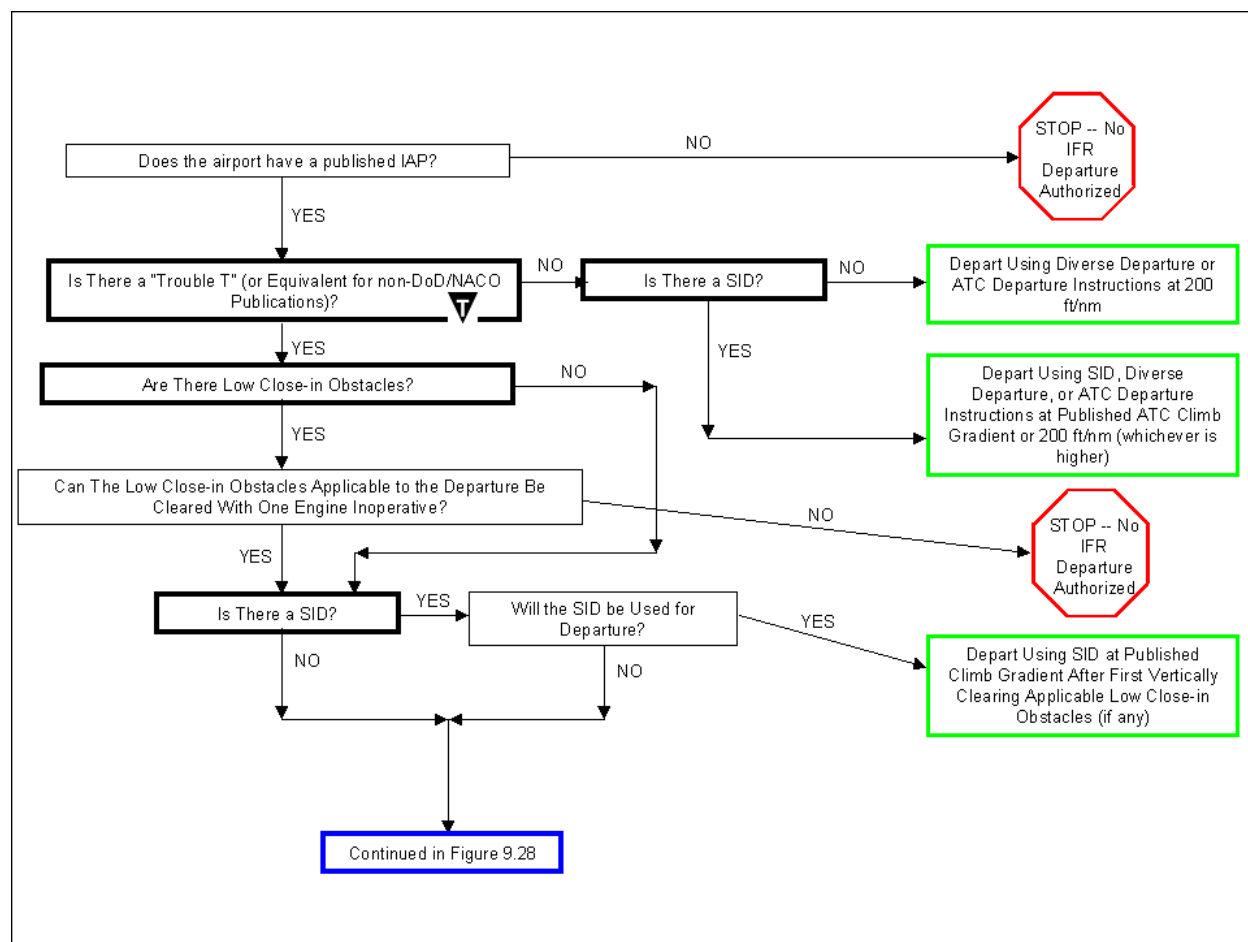 Does the airport have a published IAP?
NO
STOP -- No
IFR
Departure
Authorized
YES
Is There a "Trouble T" (or Equivalent for non-DoD/NACO
Publications)?
T
NO
Is There a SID?
NO
Depart Using Diverse Departure or
ATC Departure Instructions at 200
ft/nm
YES
YES
Are There Low Close-in Obstacles?
NO
Depart Using SID, Diverse
Departure, or ATC Departure
Instructions at Published ATC Climb
Gradient or 200 ft/nm (whichever is
higher)
YES
Can The Low Close-in Obstacles Applicable to the Departure Be
Cleared With One Engine Inoperative?
NO
STOP -- No
IFR
Departure
Authorized
YES
Is There a SID?
YES
Will the SID be Used for
Departure?
YES
Depart Using SID at Published
Climb Gradient After First Vertically
Clearing Applicable Low Close-in
Obstacles (if any)
NO
NO
Continued in Figure 9.28